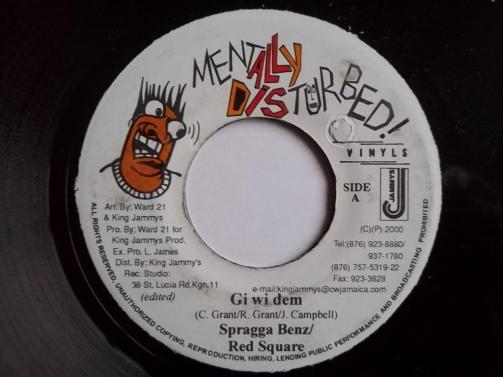 MENTALLY
DISTURBED!
VINYLS
SIDE
A
JAMMYS
Arr. By: Ward 21
& King Jammys
Pro. By: Ward 21 for
King Jammys Prod.
Ex. Pro. L. James
Dist. By: King Jammy's
Rec. Studio:
38 St. Lucia Rd.Kgn.11
(edited)
(C)(P) 2000
Tel:(876) 923-8880/
937-1780
(876) 757-5319-22
Fax: 923-3828
e-mail:kingjammys@cwjamaica.com
Gi wi dem
(C. Grant/R. Grant/J. Campbell)
Spragga Benz/
Red Square
ALL RIGHTS RESERVED, UNAUTHORIZED COPYING, REPRODUCTION, HIRING, LENDING PUBLIC PERFORMANCE AND BROADCASTING PROHIBITED